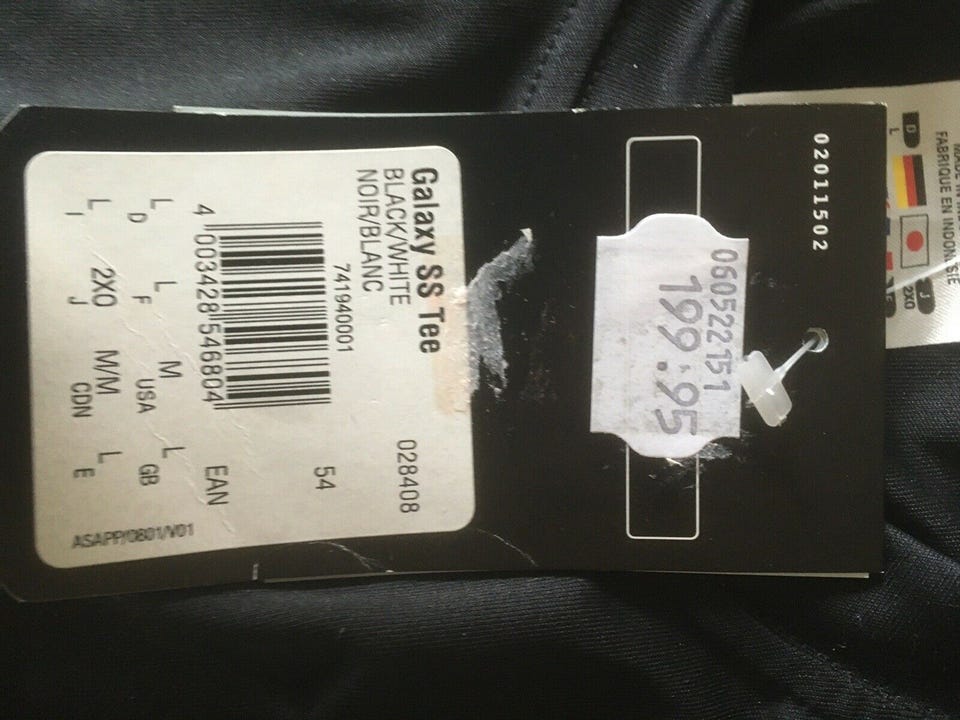 02011502
060522151
199.95
Galaxy SS Tee
028408
BLACK/WHITE
NOIR/BLANC
741940001
54
4 003428 546804
EAN
L L M L
D F USA GB
L 2XO M/M L
I J CDN E
ASAPP/0801/V01
FABRIQUE EN INDONESIE
D
L
J
2XO